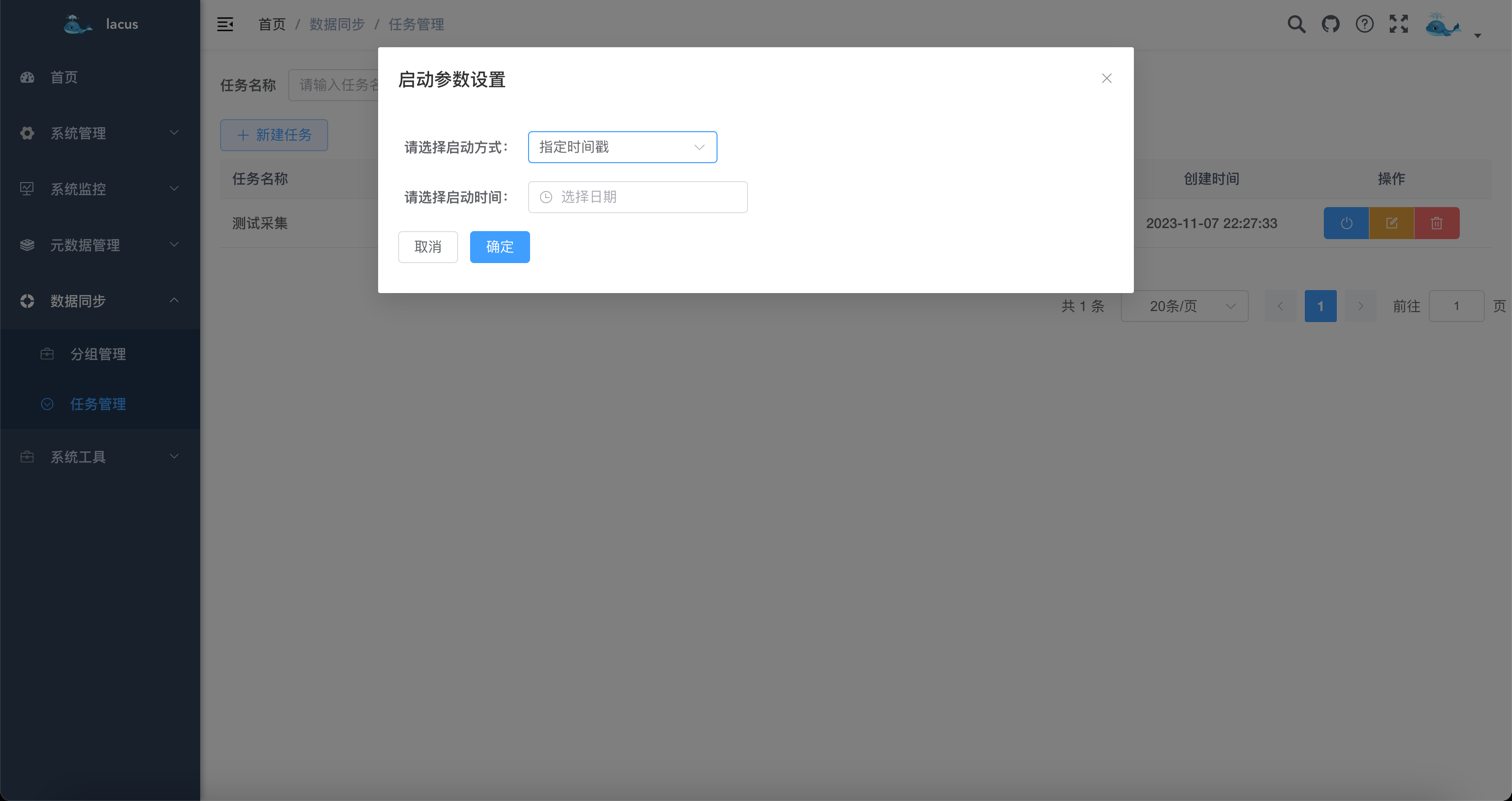 lacus
首页 / 数据同步 / 任务管理
首页
系统管理
系统监控
元数据管理
数据同步
分组管理
任务管理
系统工具
任务名称 请输入任务名
新建任务
任务名称 创建时间 操作
测试采集 2023-11-07 22:27:33
共 1 条 20条/页 1 前往 1 页
启动参数设置
请选择启动方式: 指定时间戳
请选择启动时间: 选择日期
取消 确定